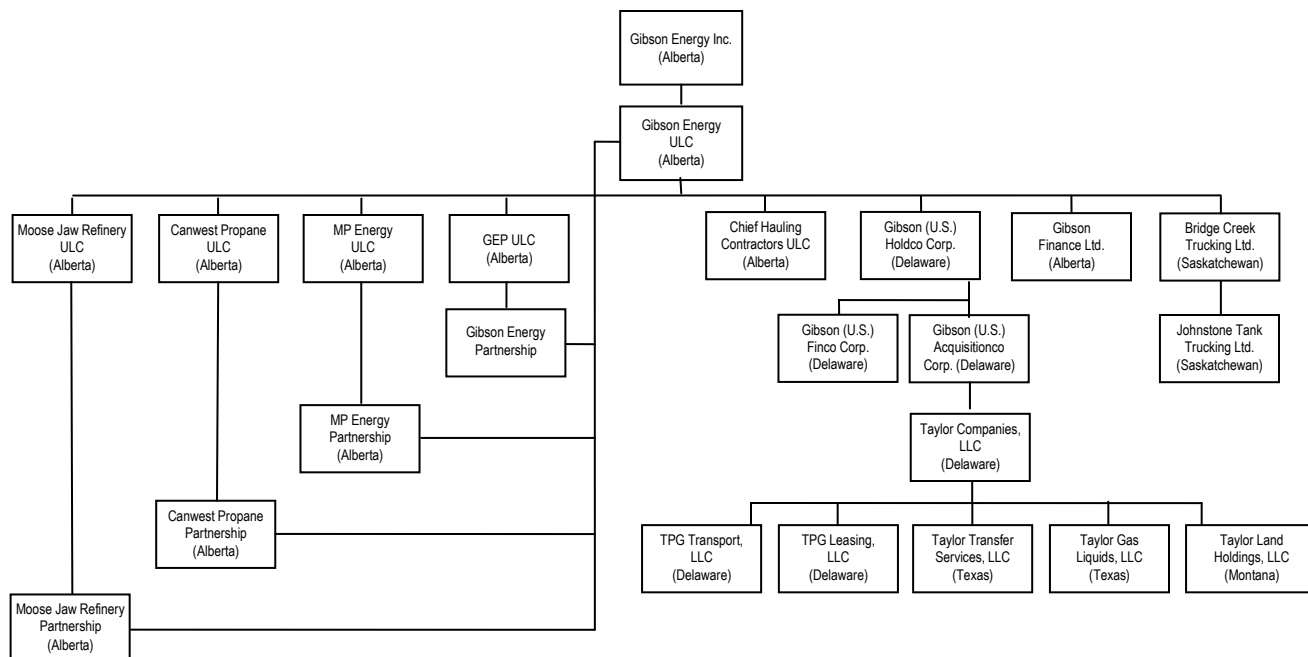 Gibson Energy Inc.
(Alberta)
Gibson Energy
ULC
(Alberta)
Moose Jaw Refinery
ULC
(Alberta)
Canwest Propane
ULC
(Alberta)
MP Energy
ULC
(Alberta)
GEP ULC
(Alberta)
Chief Hauling
Contractors ULC
(Alberta)
Gibson (U.S.)
Holdco Corp.
(Delaware)
Gibson
Finance Ltd.
(Alberta)
Bridge Creek
Trucking Ltd.
(Saskatchewan)
Gibson Energy
Partnership
Gibson (U.S.)
Finco Corp.
(Delaware)
Gibson (U.S.)
Acquisitionco
Corp. (Delaware)
Johnstone Tank
Trucking Ltd.
(Saskatchewan)
MP Energy
Partnership
(Alberta)
Taylor Companies,
LLC
(Delaware)
Canwest Propane
Partnership
(Alberta)
TPG Transport,
LLC
(Delaware)
TPG Leasing,
LLC
(Delaware)
Taylor Transfer
Services, LLC
(Texas)
Taylor Gas
Liquids, LLC
(Texas)
Taylor Land
Holdings, LLC
(Montana)
Moose Jaw Refinery
Partnership
(Alberta)